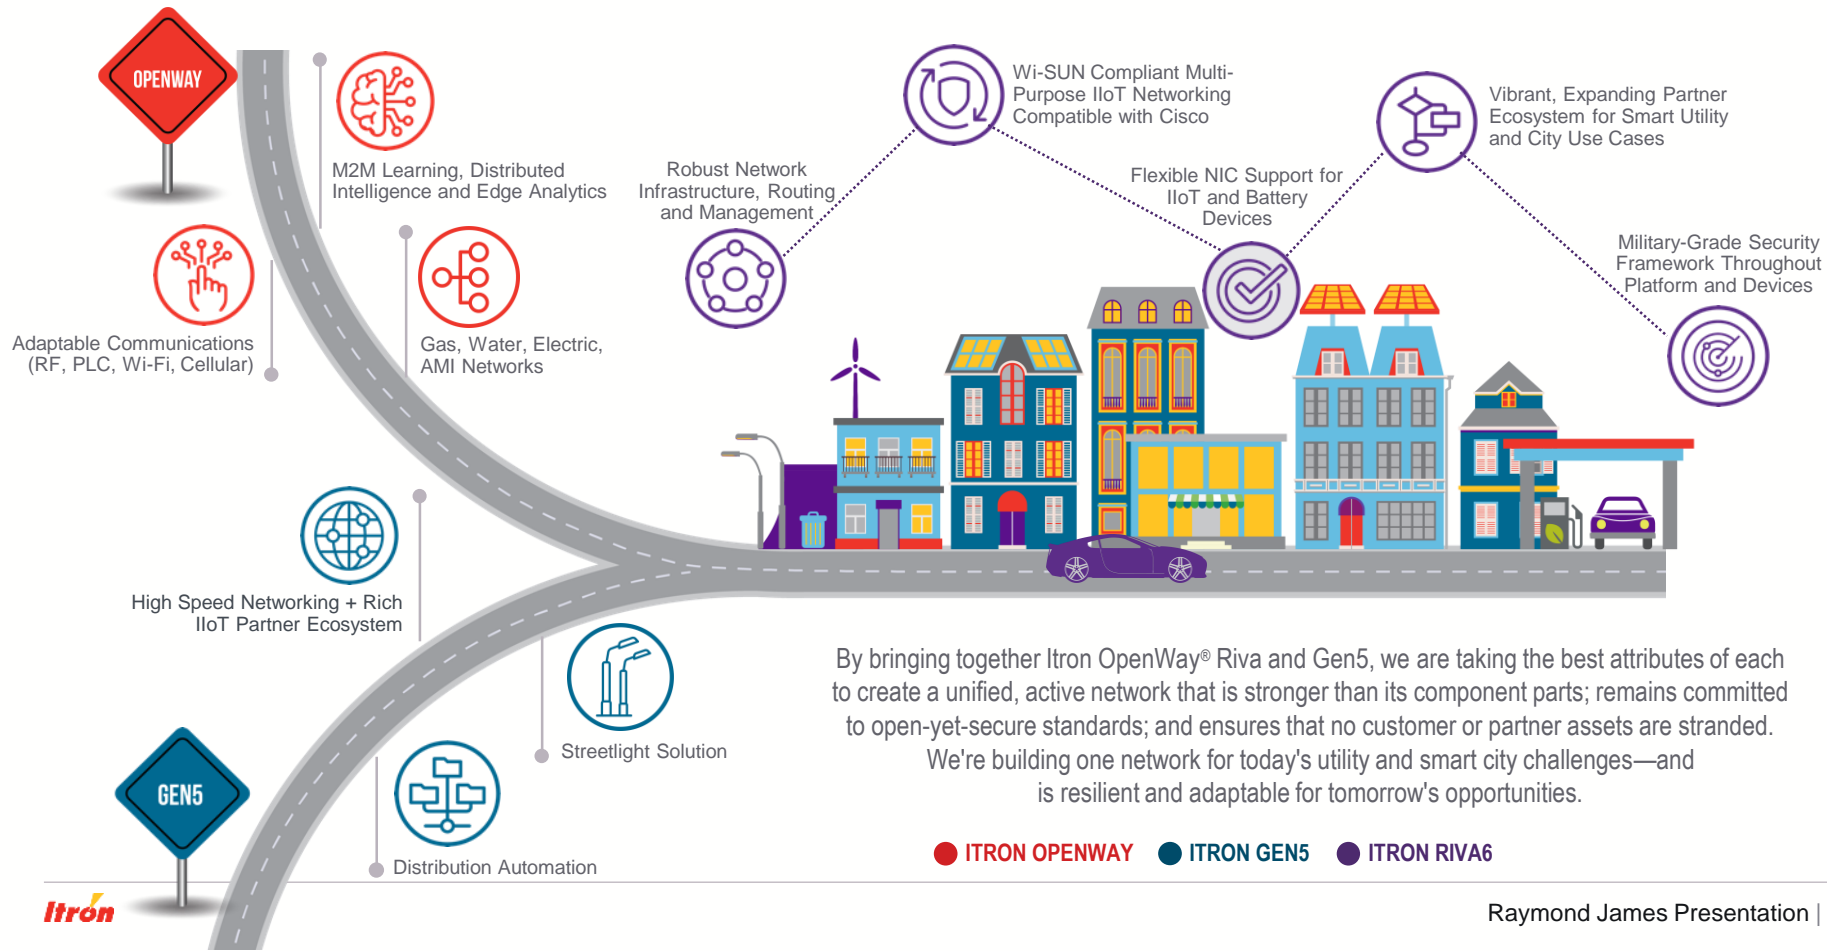 OPENWAY
M2M Learning, Distributed
Intelligence and Edge Analytics
Adaptable Communications
(RF, PLC, Wi-Fi, Cellular)
Gas, Water, Electric,
AMI Networks
Robust Network
Infrastructure, Routing
and Management
Wi-SUN Compliant Multi-
Purpose IIoT Networking
Compatible with Cisco
Flexible NIC Support for
IIoT and Battery
Devices
Vibrant, Expanding Partner
Ecosystem for Smart Utility
and City Use Cases
Military-Grade Security
Framework Throughout
Platform and Devices
High Speed Networking + Rich
IIoT Partner Ecosystem
Streetlight Solution
GEN5
Distribution Automation
By bringing together Itron OpenWay® Riva and Gen5, we are taking the best attributes of each
to create a unified, active network that is stronger than its component parts; remains committed
to open-yet-secure standards; and ensures that no customer or partner assets are stranded.
We're building one network for today's utility and smart city challenges—and
is resilient and adaptable for tomorrow's opportunities.
ITRON OPENWAY
ITRON GEN5
ITRON RIVA6
Itron
Raymond James Presentation |